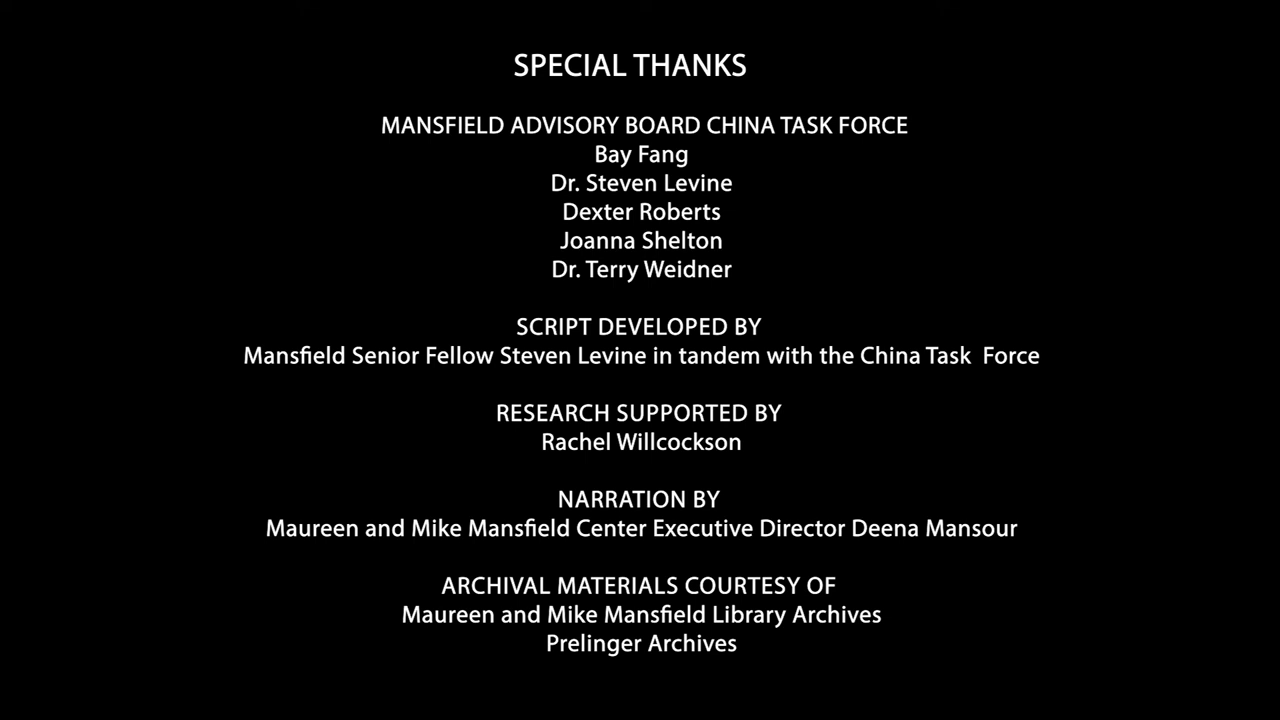 SPECIAL THANKS
MANSFIELD ADVISORY BOARD CHINA TASK FORCE
Bay Fang
Dr. Steven Levine
Dexter Roberts
Joanna Shelton
Dr. Terry Weidner
SCRIPT DEVELOPED BY
Mansfield Senior Fellow Steven Levine in tandem with the China Task  Force
RESEARCH SUPPORTED BY
Rachel Willcockson
NARRATION BY
Maureen and Mike Mansfield Center Executive Director Deena Mansour
ARCHIVAL MATERIALS COURTESY OF
Maureen and Mike Mansfield Library Archives
Prelinger Archives